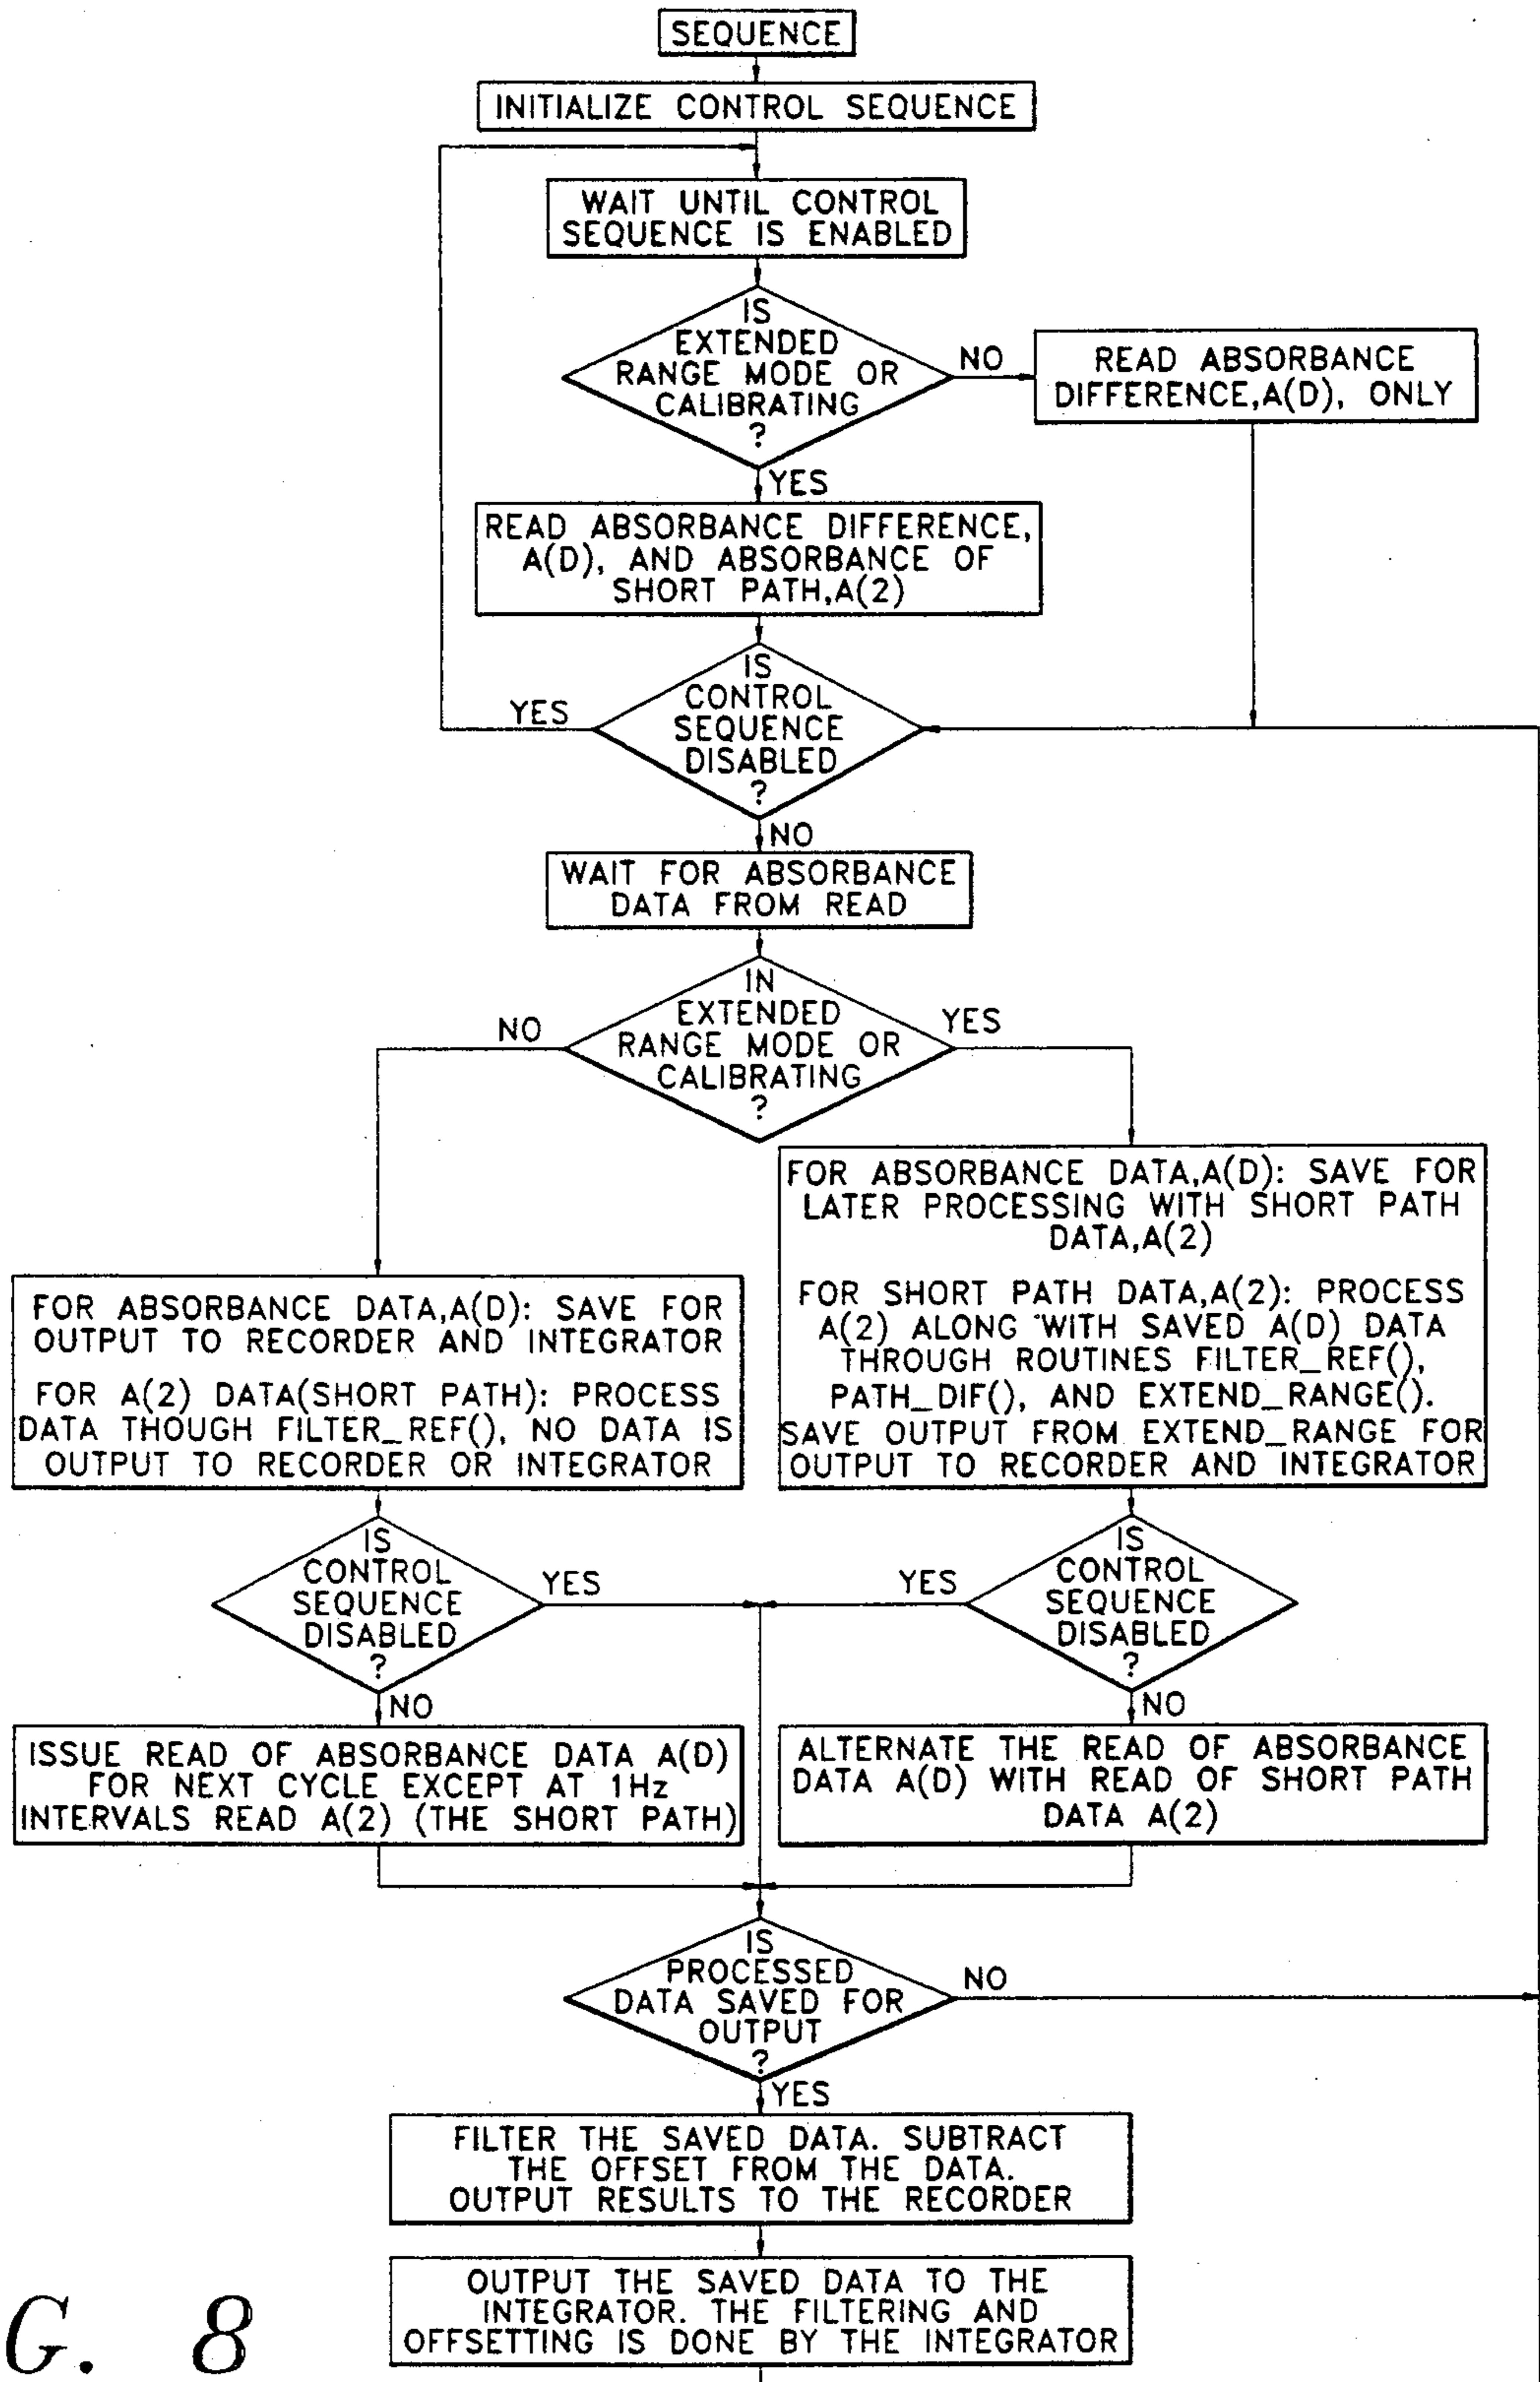 SEQUENCE
INITIALIZE CONTROL SEQUENCE
WAIT UNTIL CONTROL
SEQUENCE IS ENABLED
IS
EXTENDED
RANGE MODE OR
CALIBRATING
?
NO
READ ABSORBANCE
DIFFERENCE,A(D), ONLY
YES
READ ABSORBANCE DIFFERENCE,
A(D), AND ABSORBANCE OF
SHORT PATH,A(2)
IS
CONTROL
SEQUENCE
DISABLED
?
YES
NO
WAIT FOR ABSORBANCE
DATA FROM READ
IN
EXTENDED
RANGE MODE OR
CALIBRATING
?
NO
YES
FOR ABSORBANCE DATA,A(D): SAVE FOR
OUTPUT TO RECORDER AND INTEGRATOR
FOR A(2) DATA(SHORT PATH): PROCESS
DATA THOUGH FILTER_REF(), NO DATA IS
OUTPUT TO RECORDER OR INTEGRATOR
FOR ABSORBANCE DATA,A(D): SAVE FOR
LATER PROCESSING WITH SHORT PATH
DATA,A(2)
FOR SHORT PATH DATA,A(2): PROCESS
A(2) ALONG WITH SAVED A(D) DATA
THROUGH ROUTINES FILTER_REF(),
PATH_DIF(), AND EXTEND_RANGE().
SAVE OUTPUT FROM EXTEND_RANGE FOR
OUTPUT TO RECORDER AND INTEGRATOR
IS
CONTROL
SEQUENCE
DISABLED
?
YES
NO
IS
CONTROL
SEQUENCE
DISABLED
?
YES
NO
ISSUE READ OF ABSORBANCE DATA A(D)
FOR NEXT CYCLE EXCEPT AT 1Hz
INTERVALS READ A(2) (THE SHORT PATH)
ALTERNATE THE READ OF ABSORBANCE
DATA A(D) WITH READ OF SHORT PATH
DATA A(2)
IS
PROCESSED
DATA SAVED FOR
OUTPUT
?
NO
YES
FILTER THE SAVED DATA. SUBTRACT
THE OFFSET FROM THE DATA.
OUTPUT RESULTS TO THE RECORDER
OUTPUT THE SAVED DATA TO THE
INTEGRATOR. THE FILTERING AND
OFFSETTING IS DONE BY THE INTEGRATOR
G. 8